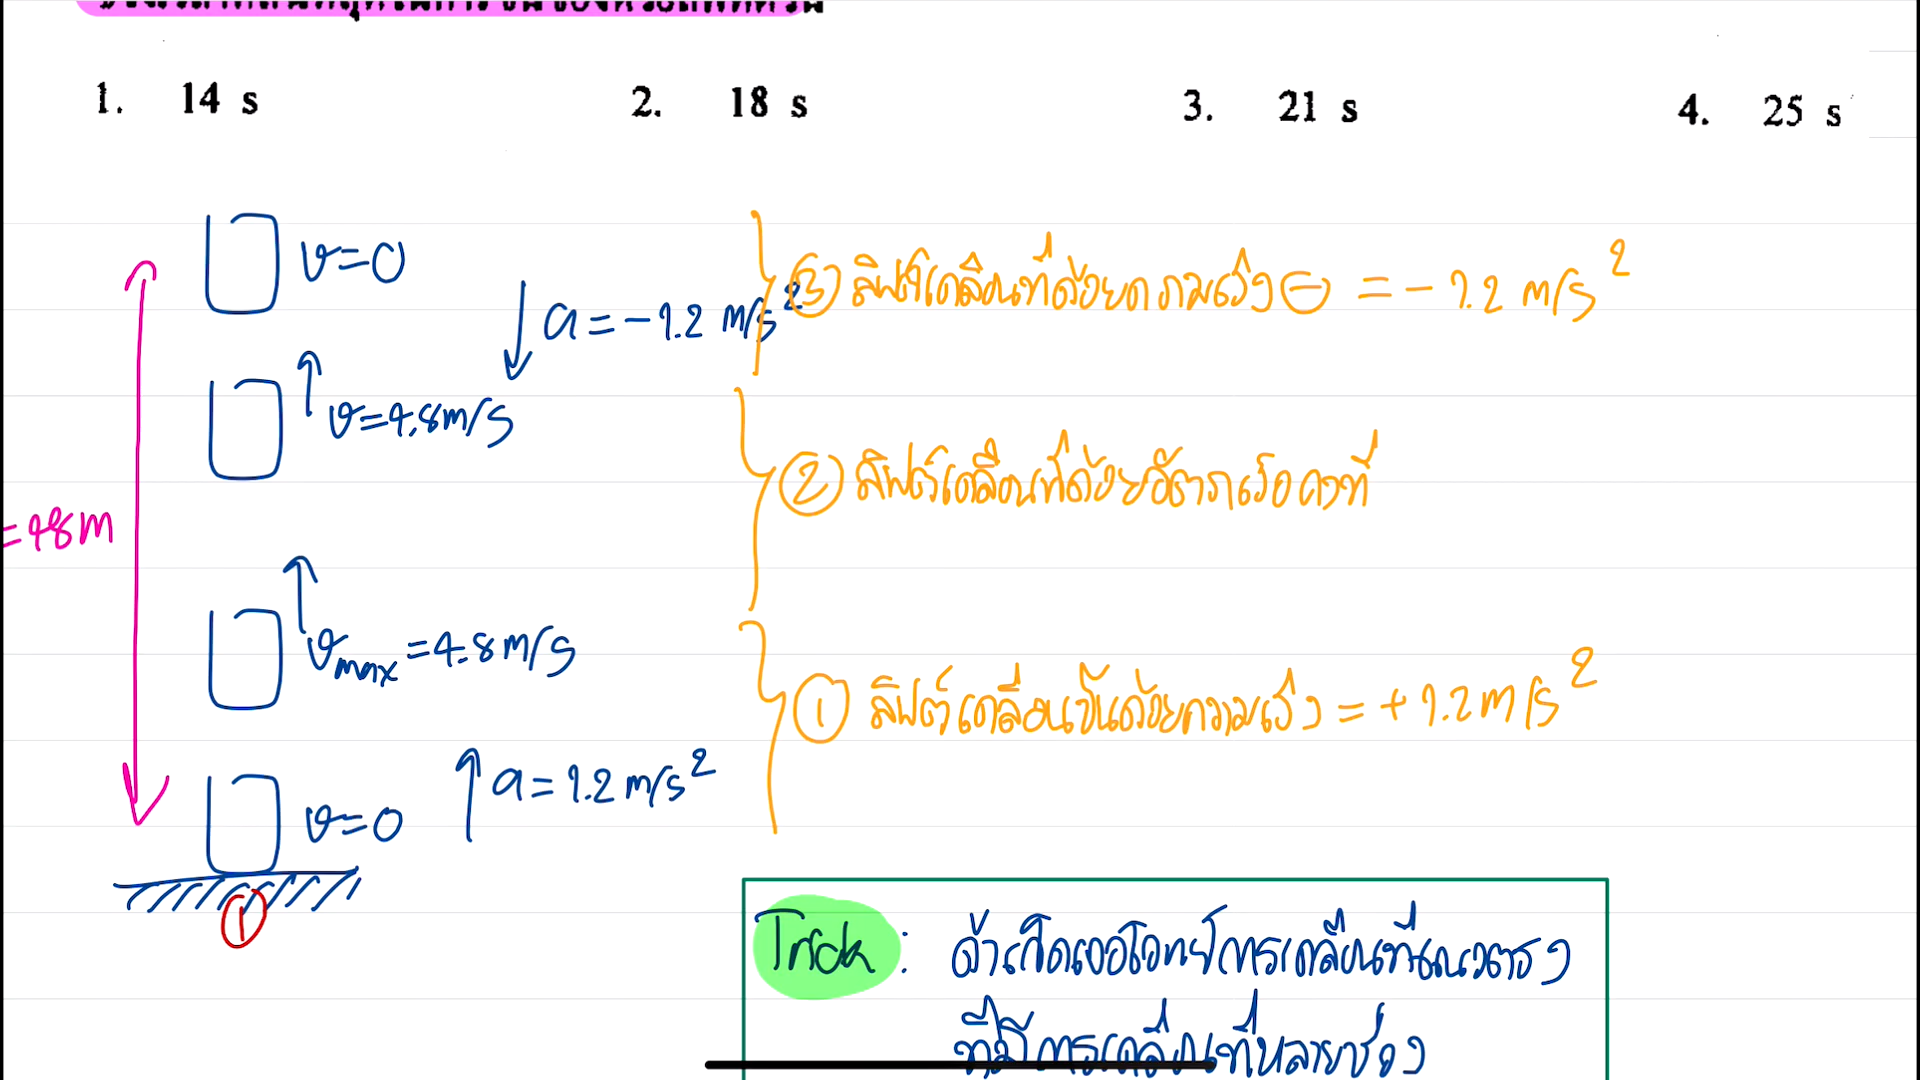 1. 14 s 2. 18 s 3. 21 s 4. 25 s
v=0
a=-1.2 m/s²
③ ลิฟต์เคลื่อนที่ด้วยความเร่ง ⊖ = -1.2 m/s²
v=4.8m/s
② ลิฟต์เคลื่อนที่ด้วยอัตราเร็วคงที่
=48m
vmax=4.8m/s
① ลิฟต์เคลื่อนขึ้นด้วยความเร่ง = +1.2m/s²
a=1.2m/s²
v=0
①
Trick : ถ้าเกิดเจอโจทย์การเคลื่อนที่แนวตรง
ที่มีการเคลื่อนที่หลายช่วง